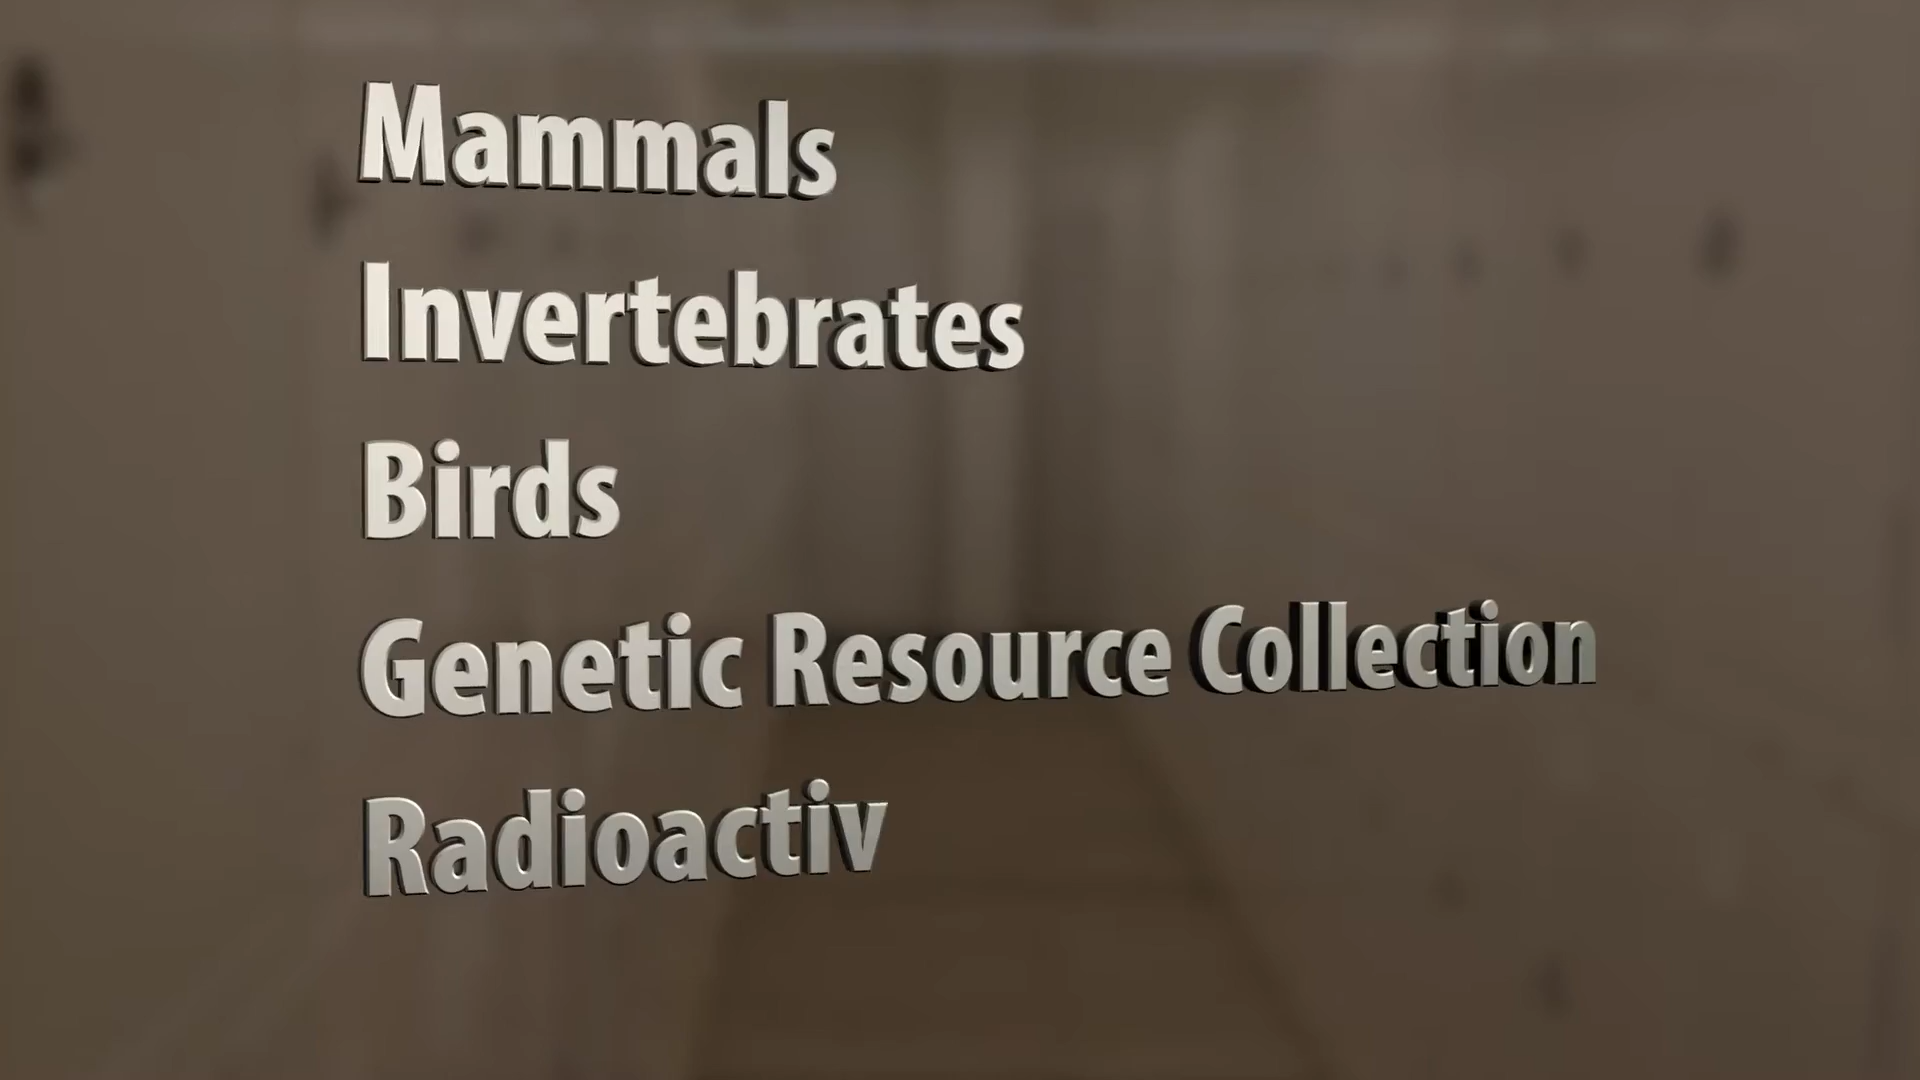 Mammals
Invertebrates
Birds
Genetic Resource Collection
Radioactiv